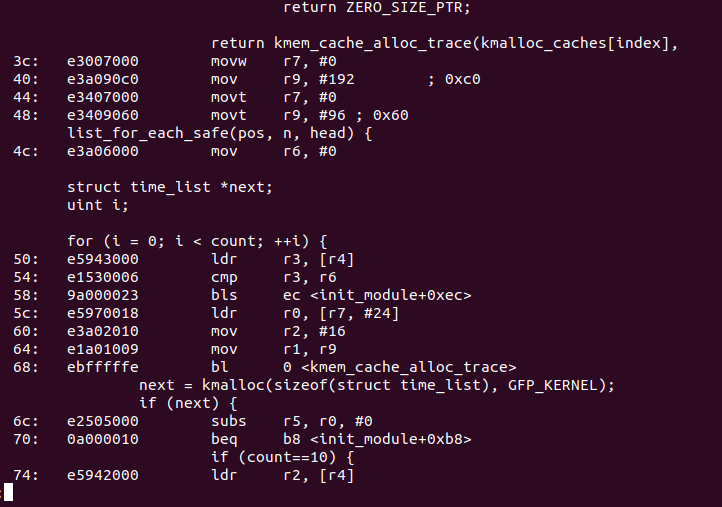 return ZERO_SIZE_PTR;
return kmem_cache_alloc_trace(kmalloc_caches[index],
3c: e3007000 movw r7, #0
40: e3a090c0 mov r9, #192 ; 0xc0
44: e3407000 movt r7, #0
48: e3409060 movt r9, #96 ; 0x60
list_for_each_safe(pos, n, head) {
4c: e3a06000 mov r6, #0
struct time_list *next;
uint i;
for (i = 0; i < count; ++i) {
50: e5943000 ldr r3, [r4]
54: e1530006 cmp r3, r6
58: 9a000023 bls ec <init_module+0xec>
5c: e5970018 ldr r0, [r7, #24]
60: e3a02010 mov r2, #16
64: e1a01009 mov r1, r9
68: ebfffffe bl 0 <kmem_cache_alloc_trace>
next = kmalloc(sizeof(struct time_list), GFP_KERNEL);
if (next) {
6c: e2505000 subs r5, r0, #0
70: 0a000010 beq b8 <init_module+0xb8>
if (count==10) {
74: e5942000 ldr r2, [r4]
: